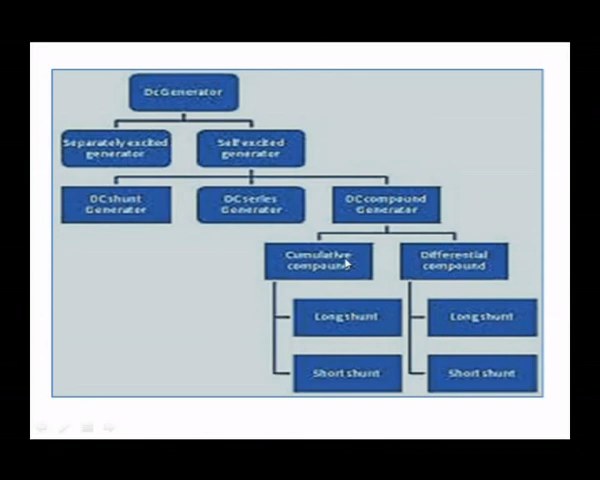 Dc Generator
Separately excited
generator
Self excited
generator
DC shunt
Generator
DC series
Generator
DC compound
Generator
Cumulative
compound
Differential
compound
Long shunt
Long shunt
Short shunt
Short shunt